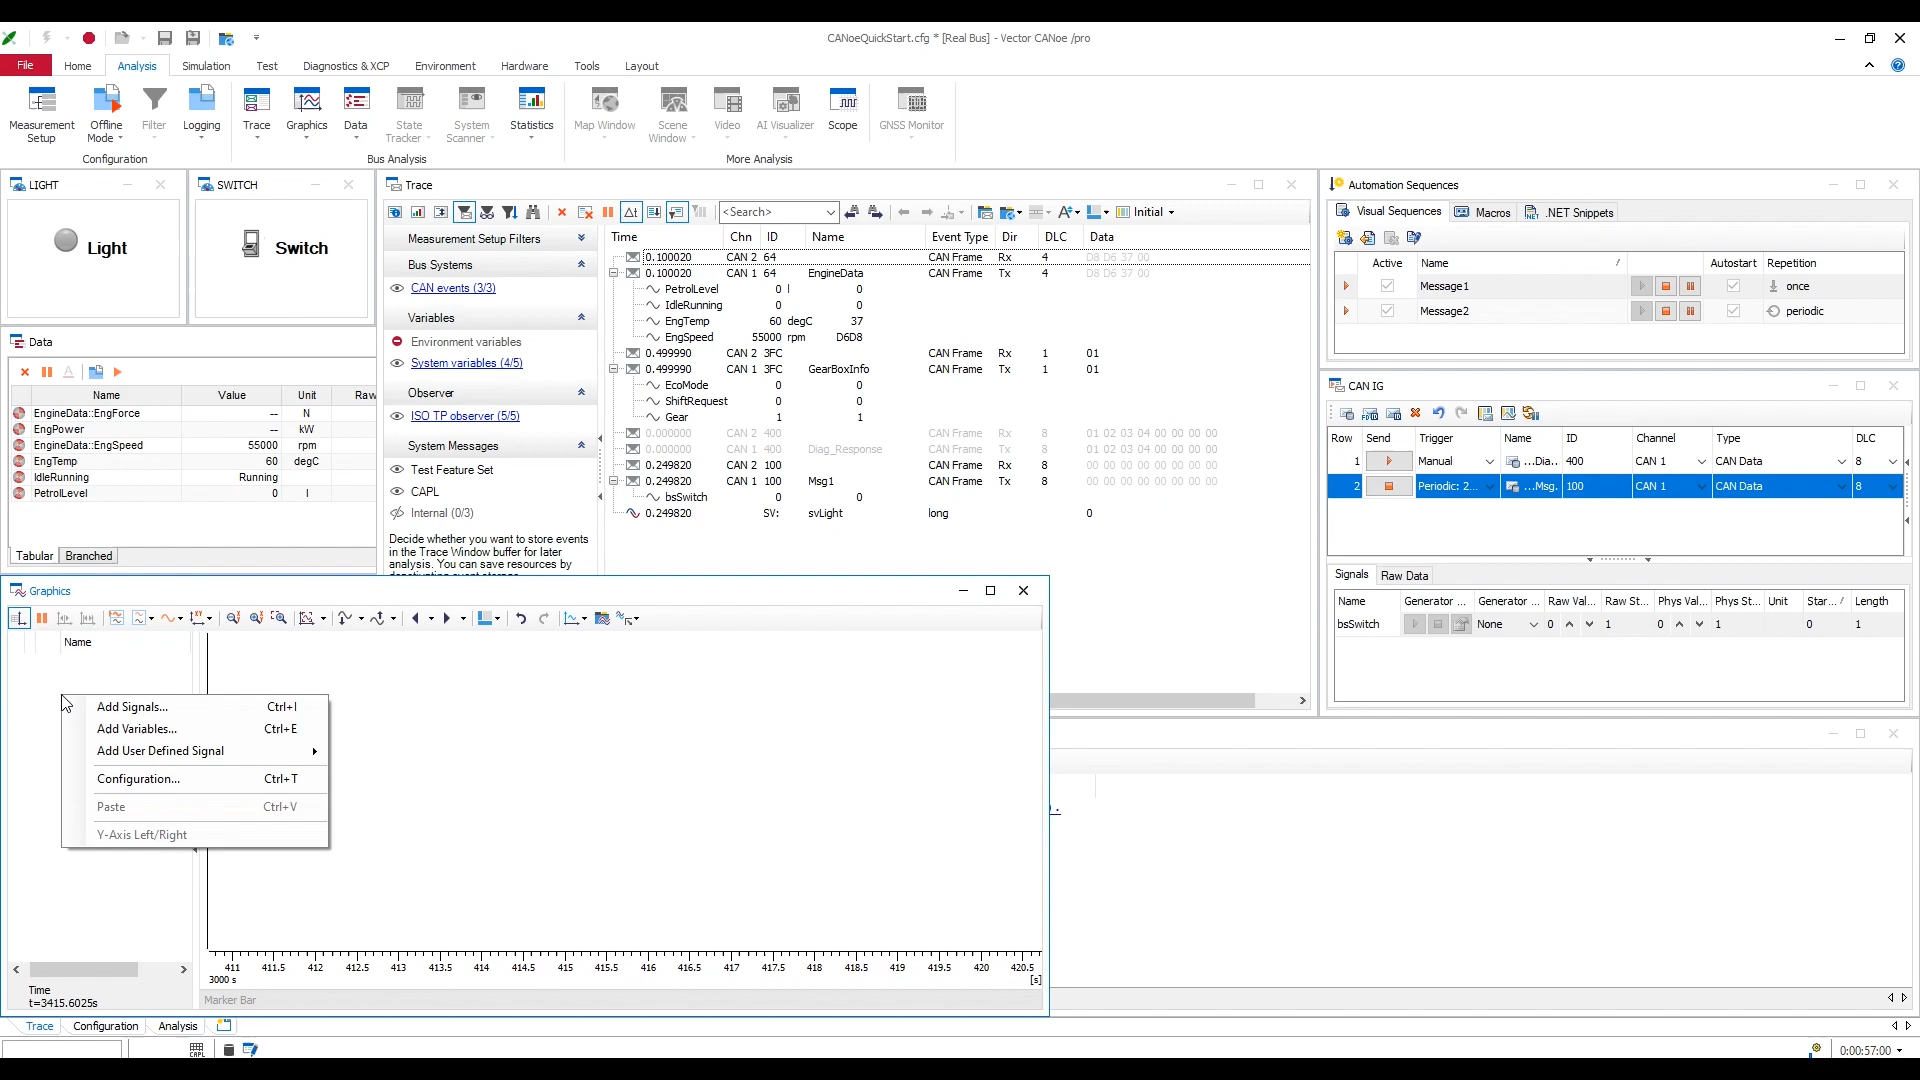 CANoeQuickStart.cfg * [Real Bus] - Vector CANoe /pro
File Home Analysis Simulation Test Diagnostics & XCP Environment Hardware Tools Layout
Measurement Setup Offline Mode Filter Logging Trace Graphics Data State Tracker System Scanner Statistics Map Window Scene Window Video AI Visualizer Scope GNSS Monitor
Configuration Bus Analysis More Analysis
LIGHT
Light
SWITCH
Switch
Data
Name Value Unit Raw
EngineData::EngForce -- N
EngPower -- kW
EngineData::EngSpeed 55000 rpm
EngTemp 60 degC
IdleRunning Running
PetrolLevel 0 l
Tabular Branched
Trace
<Search> Initial
Measurement Setup Filters
Bus Systems
CAN events (3/3)
Variables
Environment variables
System variables (4/5)
Observer
ISO TP observer (5/5)
System Messages
Test Feature Set
CAPL
Internal (0/3)
Decide whether you want to store events
in the Trace Window buffer for later
analysis. You can save resources by
Time Chn ID Name Event Type Dir DLC Data
0.100020 CAN 2 64 CAN Frame Rx 4 D8 D6 37 00
0.100020 CAN 1 64 EngineData CAN Frame Tx 4 D8 D6 37 00
PetrolLevel 0 l 0
IdleRunning 0 0
EngTemp 60 degC 37
EngSpeed 55000 rpm D6D8
0.499990 CAN 2 3FC CAN Frame Rx 1 01
0.499990 CAN 1 3FC GearBoxInfo CAN Frame Tx 1 01
EcoMode 0 0
ShiftRequest 0 0
Gear 1 1
0.000000 CAN 2 400 CAN Frame Rx 8 01 02 03 04 00 00 00 00
0.000000 CAN 1 400 Diag_Response CAN Frame Tx 8 01 02 03 04 00 00 00 00
0.249820 CAN 2 100 CAN Frame Rx 8 00 00 00 00 00 00 00 00
0.249820 CAN 1 100 Msg1 CAN Frame Tx 8 00 00 00 00 00 00 00 00
bsSwitch 0 0
0.249820 SV: svLight long 0
Automation Sequences
Visual Sequences Macros .NET Snippets
Active Name / Autostart Repetition
Message1 once
Message2 periodic
CAN IG
Row Send Trigger Name ID Channel Type DLC
1 Manual ...Dia.. 400 CAN 1 CAN Data 8
2 Periodic: 2... ...Msg. 100 CAN 1 CAN Data 8
Signals Raw Data
Name Generator ... Generator ... Raw Val... Raw St... Phys Val... Phys St... Unit Star... / Length
bsSwitch None 0 1 0 1 0 1
Graphics
Name
Add Signals... Ctrl+I
Add Variables... Ctrl+E
Add User Defined Signal
Configuration... Ctrl+T
Paste Ctrl+V
Y-Axis Left/Right
411 411.5 412 412.5 413 413.5 414 414.5 415 415.5 416 416.5 417 417.5 418 418.5 419 419.5 420 420.5
3000 s [s]
Time
t=3415.6025s
Marker Bar
Trace Configuration Analysis
CAPL
0:00:57:00